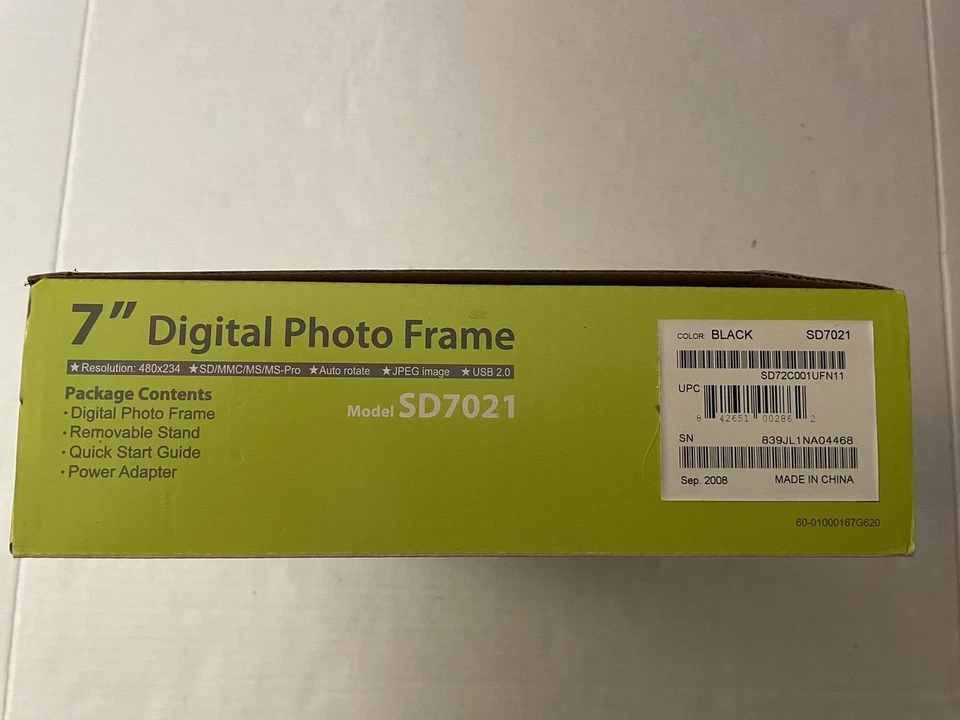 7" Digital Photo Frame
★Resolution: 480x234 ★SD/MMC/MS/MS-Pro ★Auto rotate ★JPEG image ★USB 2.0
Package Contents
·Digital Photo Frame
·Removable Stand
·Quick Start Guide
·Power Adapter
Model SD7021
COLOR: BLACK SD7021
SD72C001UFN11
UPC
8 42651 00286 2
SN 839JL1NA04468
Sep. 2008 MADE IN CHINA
60-01000167G620